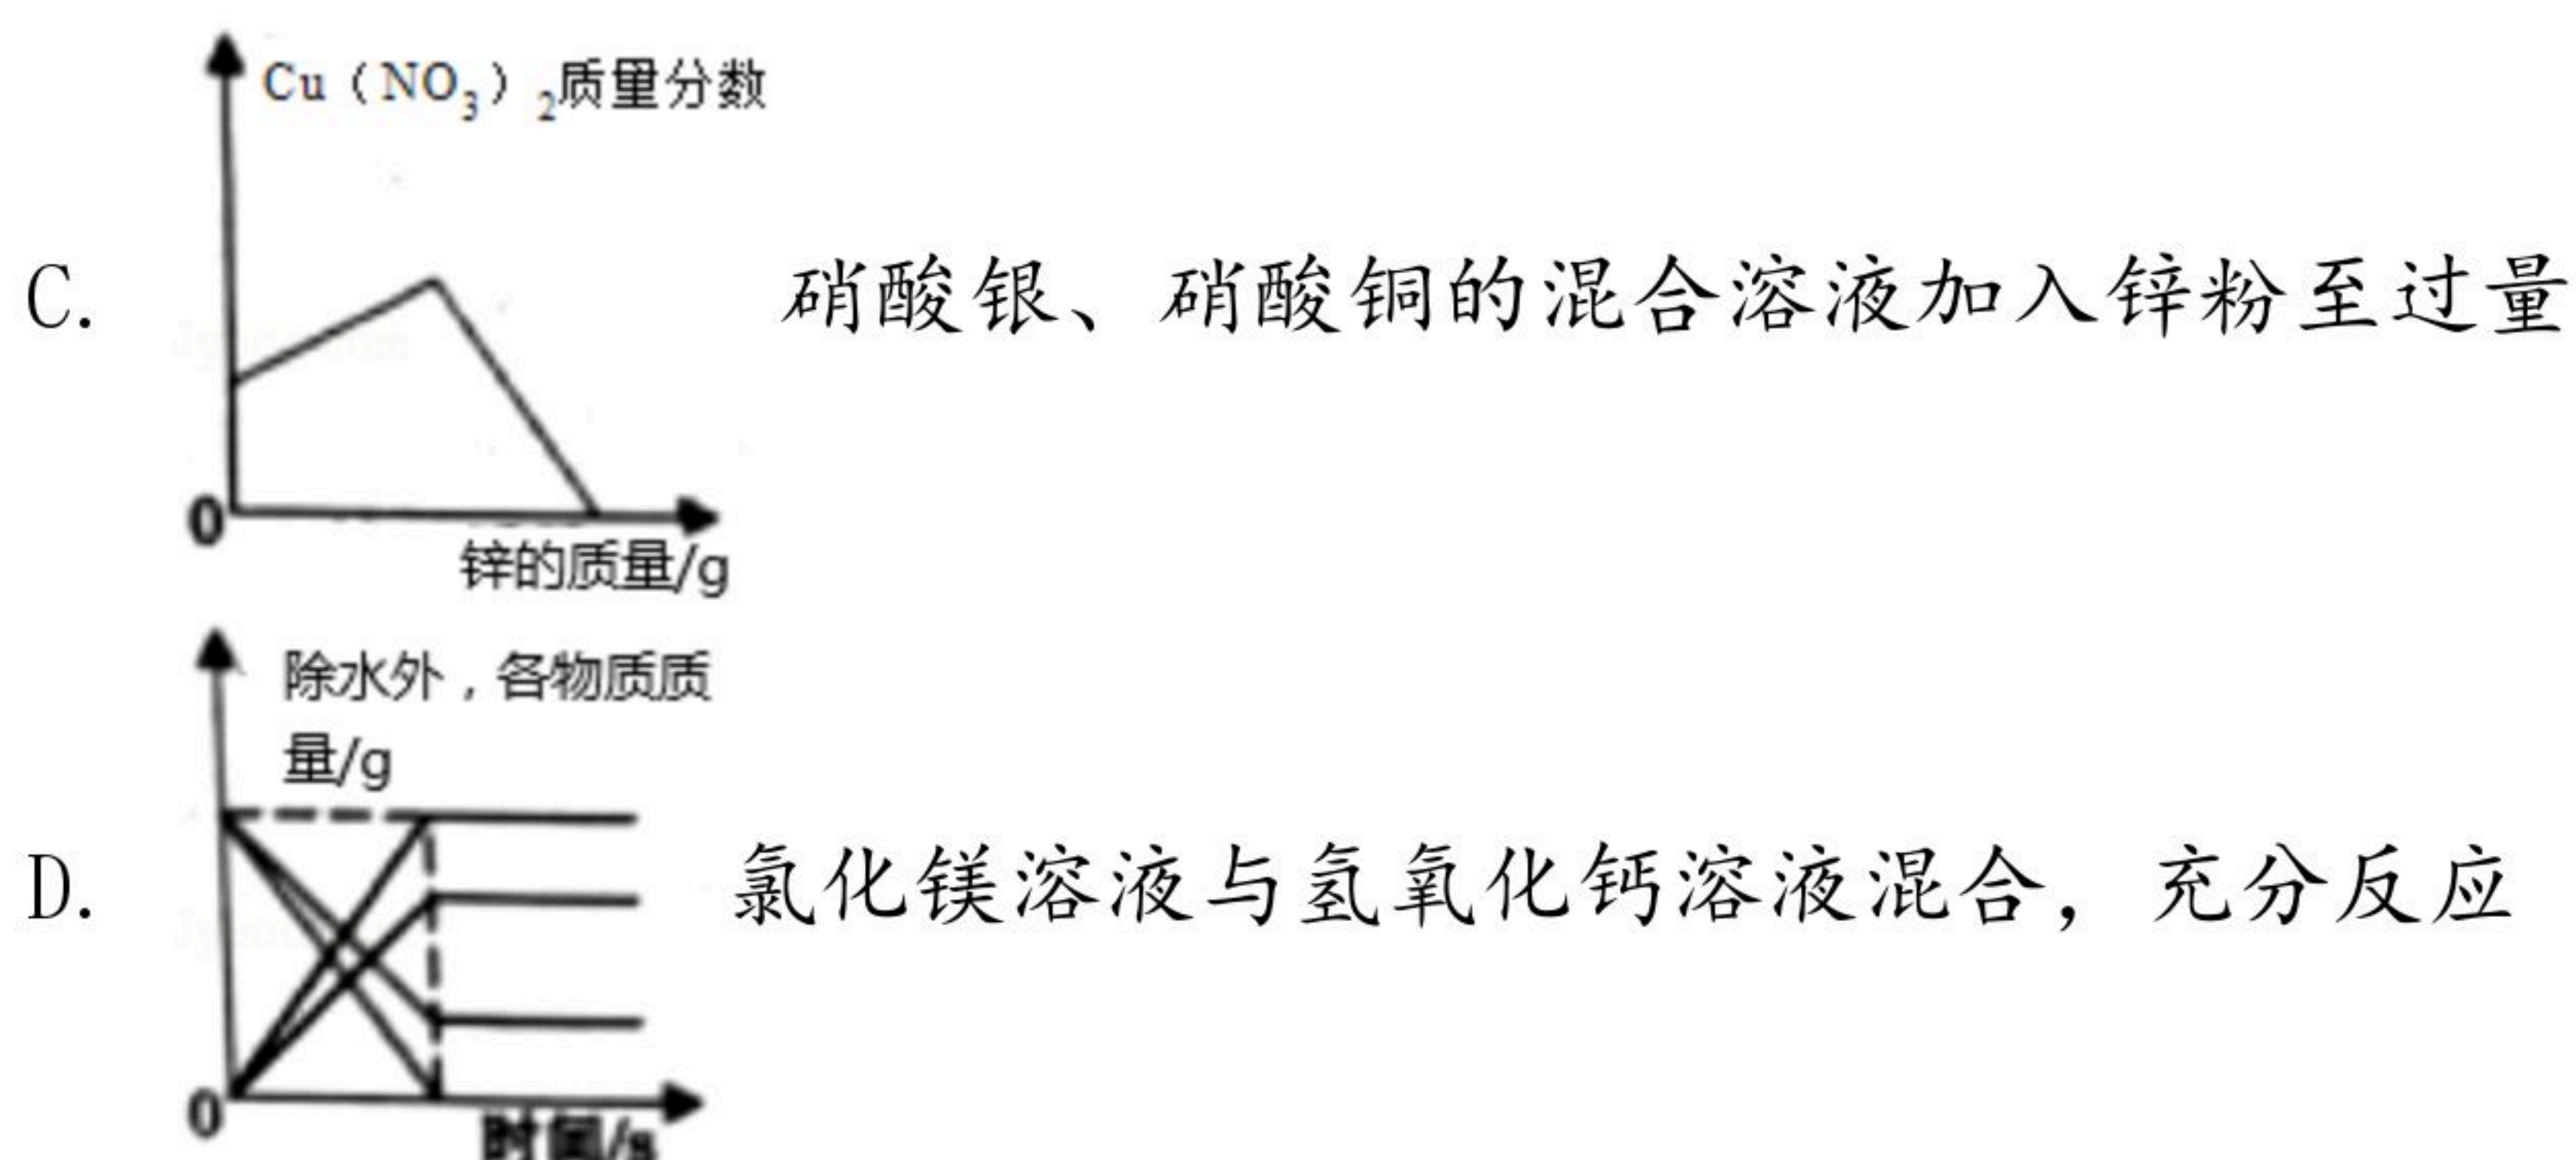 Cu（NO₃）₂质量分数
C. 硝酸银、硝酸铜的混合溶液加入锌粉至过量
0
锌的质量/g
除水外，各物质质
量/g
D. 氯化镁溶液与氢氧化钙溶液混合，充分反应
0
时间/s